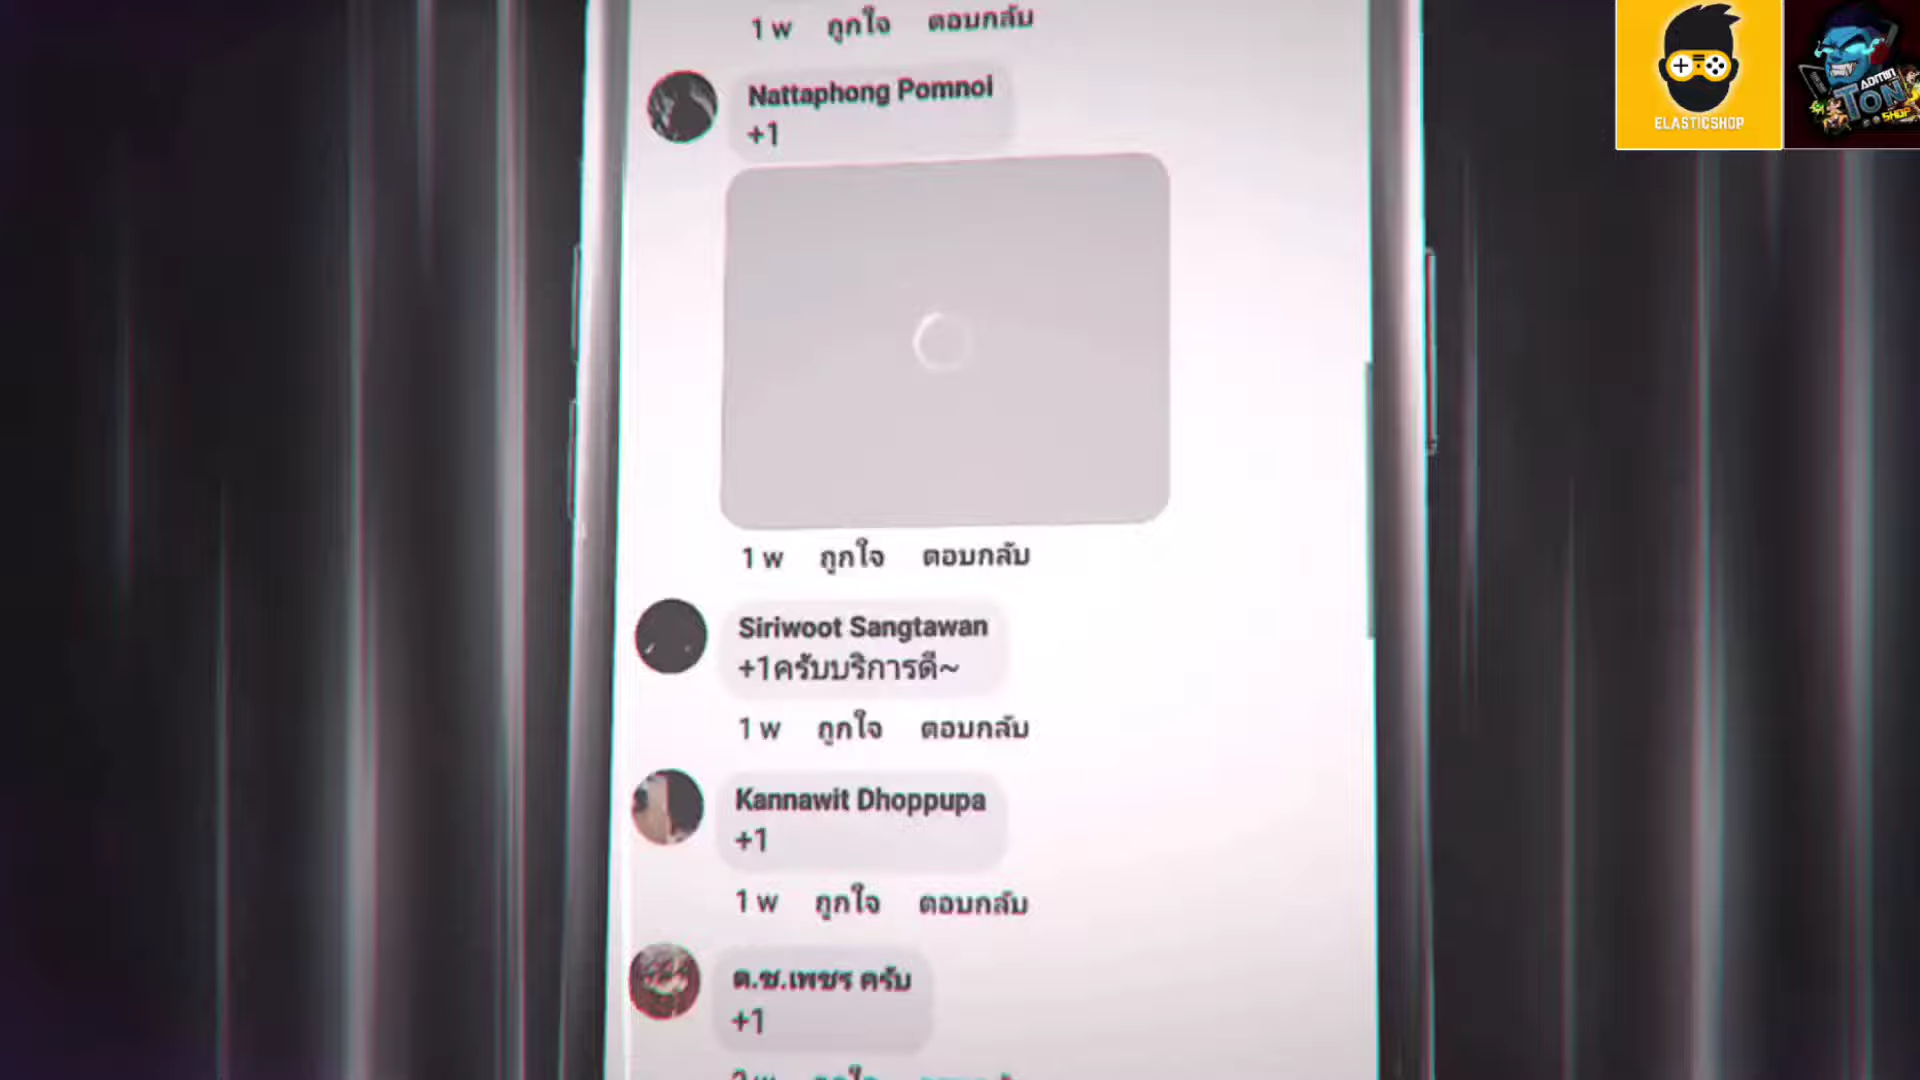 1 w ถูกใจ ตอบกลับ
Nattaphong Pomnoi
+1
1 w ถูกใจ ตอบกลับ
Siriwoot Sangtawan
+1ครับบริการดี~
1 w ถูกใจ ตอบกลับ
Kannawit Dhoppupa
+1
1 w ถูกใจ ตอบกลับ
ด.ช.เพชร ครับ
+1
ELASTICSHOP
ADMIN
TON
SHOP